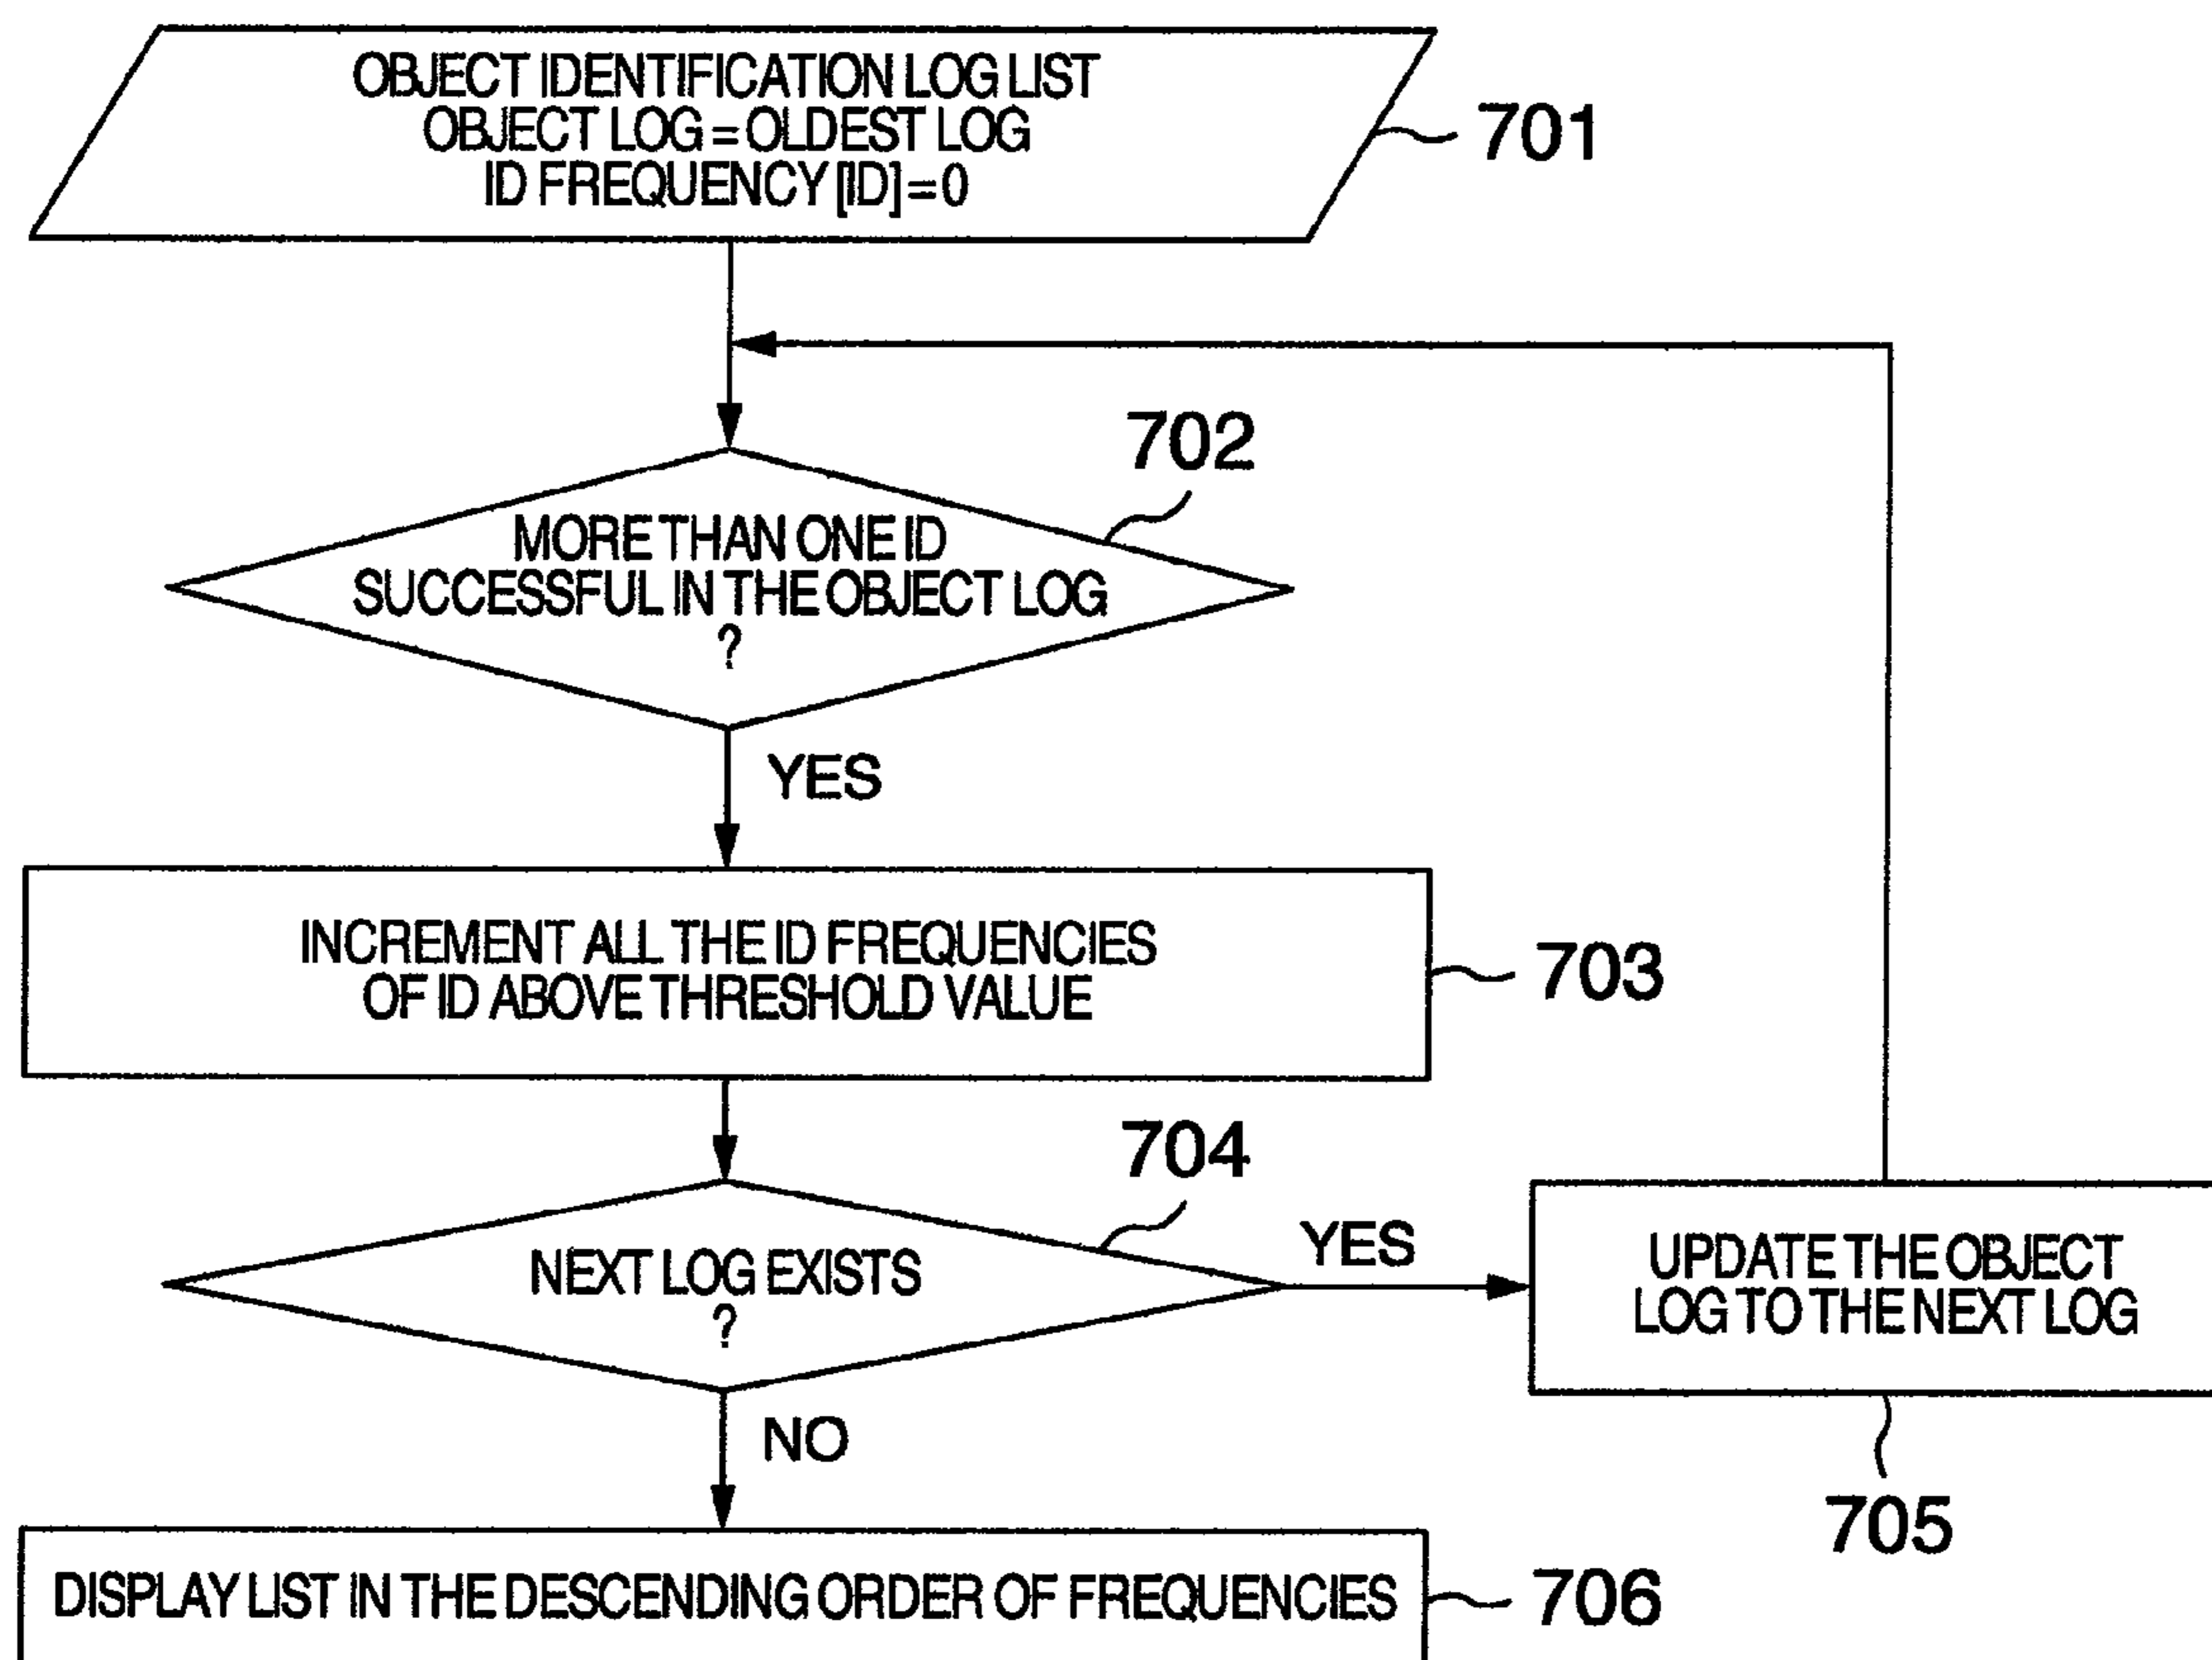 OBJECT IDENTIFICATION LOG LIST
OBJECT LOG = OLDEST LOG
ID FREQUENCY [ID] = 0
701
702
MORE THAN ONE ID
SUCCESSFUL IN THE OBJECT LOG
?
YES
INCREMENT ALL THE ID FREQUENCIES
OF ID ABOVE THRESHOLD VALUE
703
704
NEXT LOG EXISTS
?
YES
UPDATE THE OBJECT
LOG TO THE NEXT LOG
705
NO
DISPLAY LIST IN THE DESCENDING ORDER OF FREQUENCIES
706